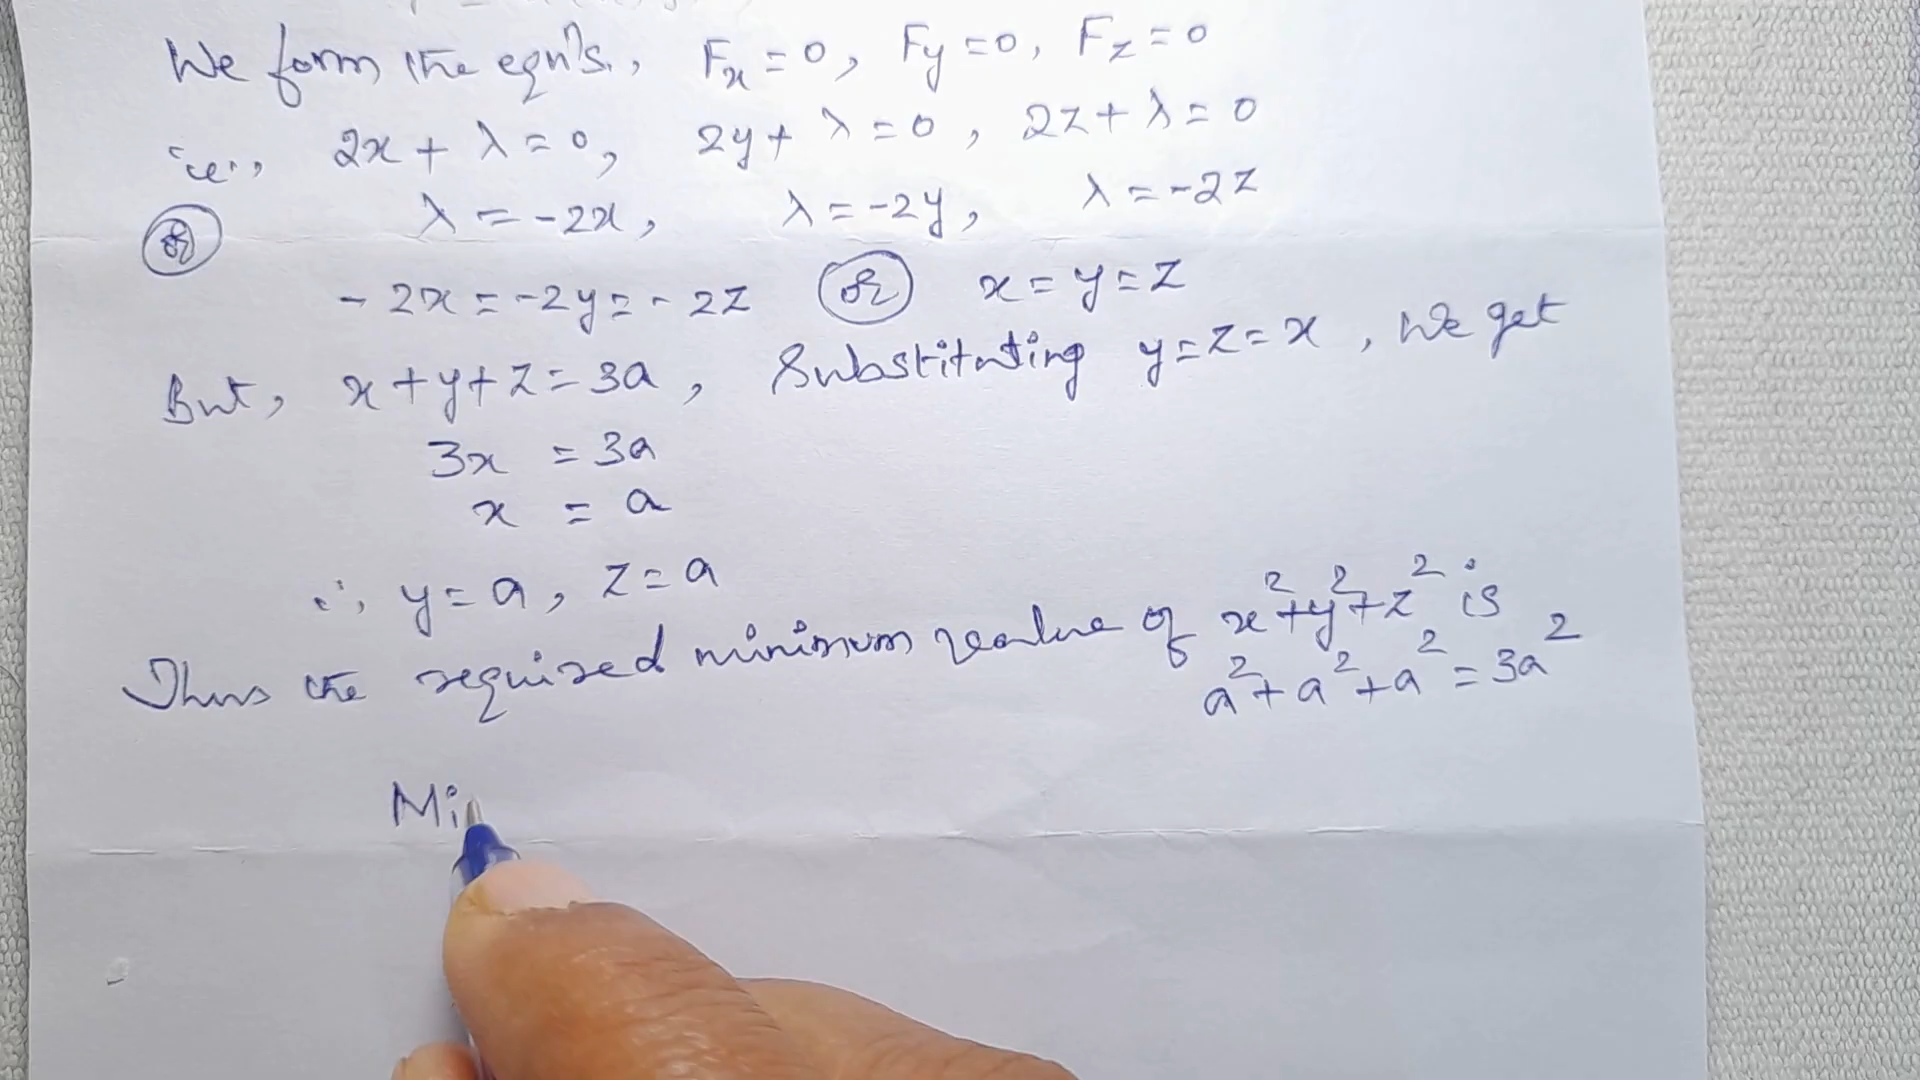 We form the eqn's., Fx = 0, Fy = 0, Fz = 0
ie., 2x + λ = 0, 2y + λ = 0, 2z + λ = 0
or λ = -2x, λ = -2y, λ = -2z
-2x = -2y = -2z or x = y = z
But, x + y + z = 3a, Substituting y = z = x, we get
3x = 3a
x = a
∴ y = a, z = a
Thus the required minimum value of x²+y²+z² is
a²+a²+a² = 3a²
Mi